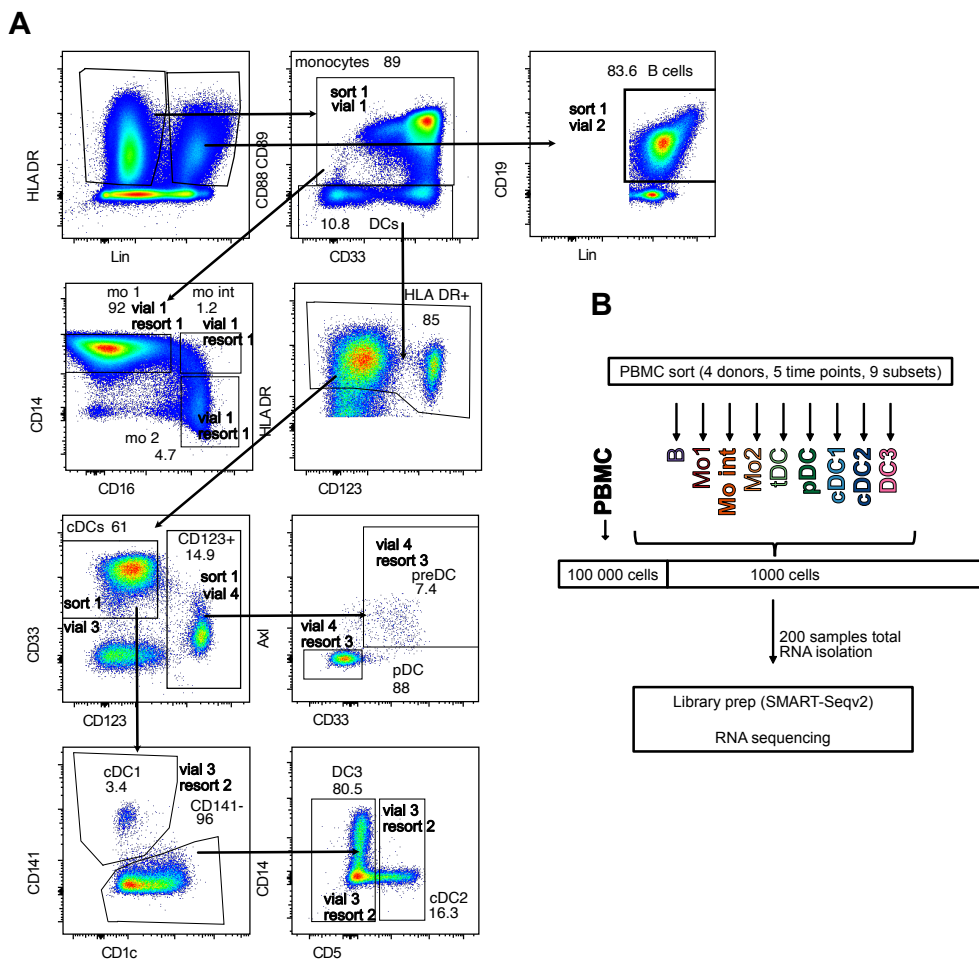 A
monocytes 89
sort 1
vial 1
HLA DR
Lin
CD88 CD89
10.8 DCs
CD33
83.6 B cells
sort 1
vial 2
CD19
Lin
mo 1
92 vial 1
resort 1
mo int
1.2
vial 1
resort 1
vial 1
resort 1
mo 2
4.7
CD14
CD16
HLA DR+
85
HLA DR
CD123
cDCs 61
sort 1
vial 3
CD123+
14.9
sort 1
vial 4
CD33
CD123
vial 4
resort 3
preDC
7.4
vial 4
resort 3
pDC
88
Axl
CD33
cDC1
3.4
vial 3
resort 2
CD141-
96
CD141
CD1c
DC3
80.5
vial 3
resort 2
vial 3
resort 2
cDC2
16.3
CD14
CD5
B
PBMC sort (4 donors, 5 time points, 9 subsets)
PBMC
B
Mo1
Mo int
Mo2
tDC
pDC
cDC1
cDC2
DC3
100 000 cells
1000 cells
200 samples total
RNA isolation
Library prep (SMART-Seqv2)
RNA sequencing